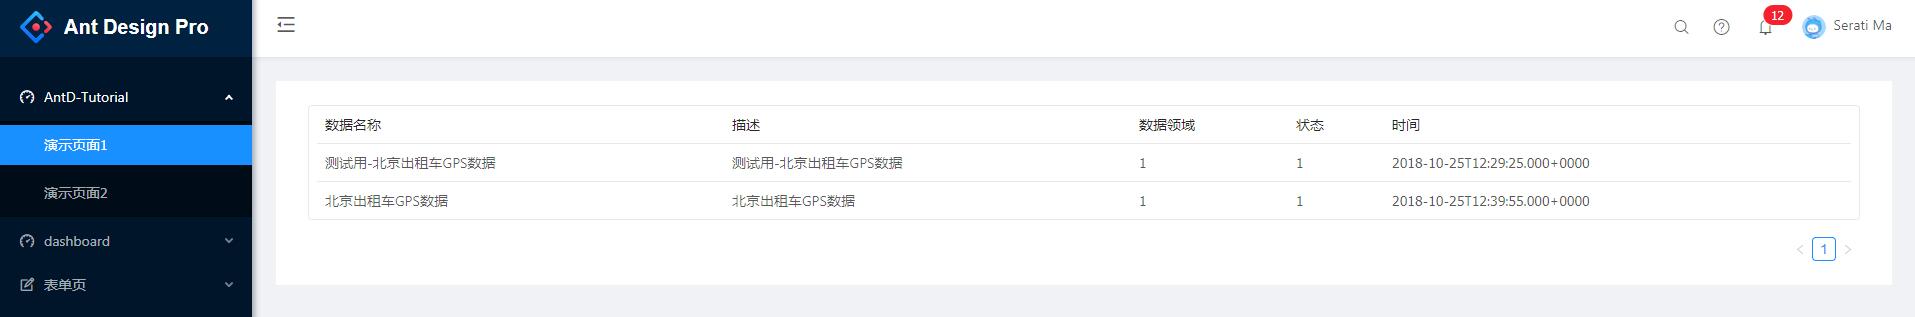 Ant Design Pro
12
Serati Ma
AntD-Tutorial
演示页面1
演示页面2
dashboard
表单页
数据名称 描述 数据领域 状态 时间
测试用-北京出租车GPS数据 测试用-北京出租车GPS数据 1 1 2018-10-25T12:29:25.000+0000
北京出租车GPS数据 北京出租车GPS数据 1 1 2018-10-25T12:39:55.000+0000
< 1 >